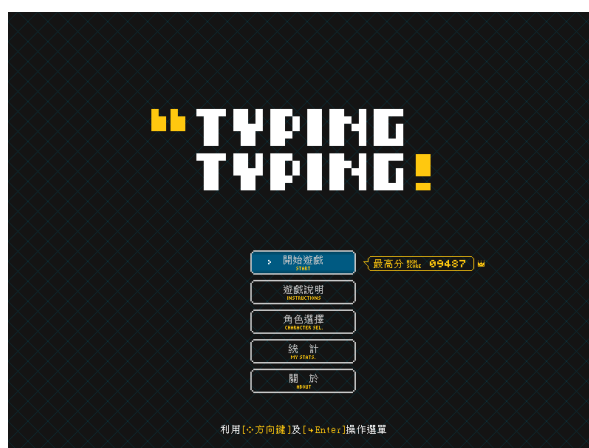 “TYPING
TYPING!
開始遊戲
START
最高分 HIGH SCORE 09487
遊戲說明
INSTRUCTIONS
角色選擇
CHARACTER SEL.
統 計
MY STATS.
關 於
ABOUT
利用[方向鍵]及[↵Enter]操作選單